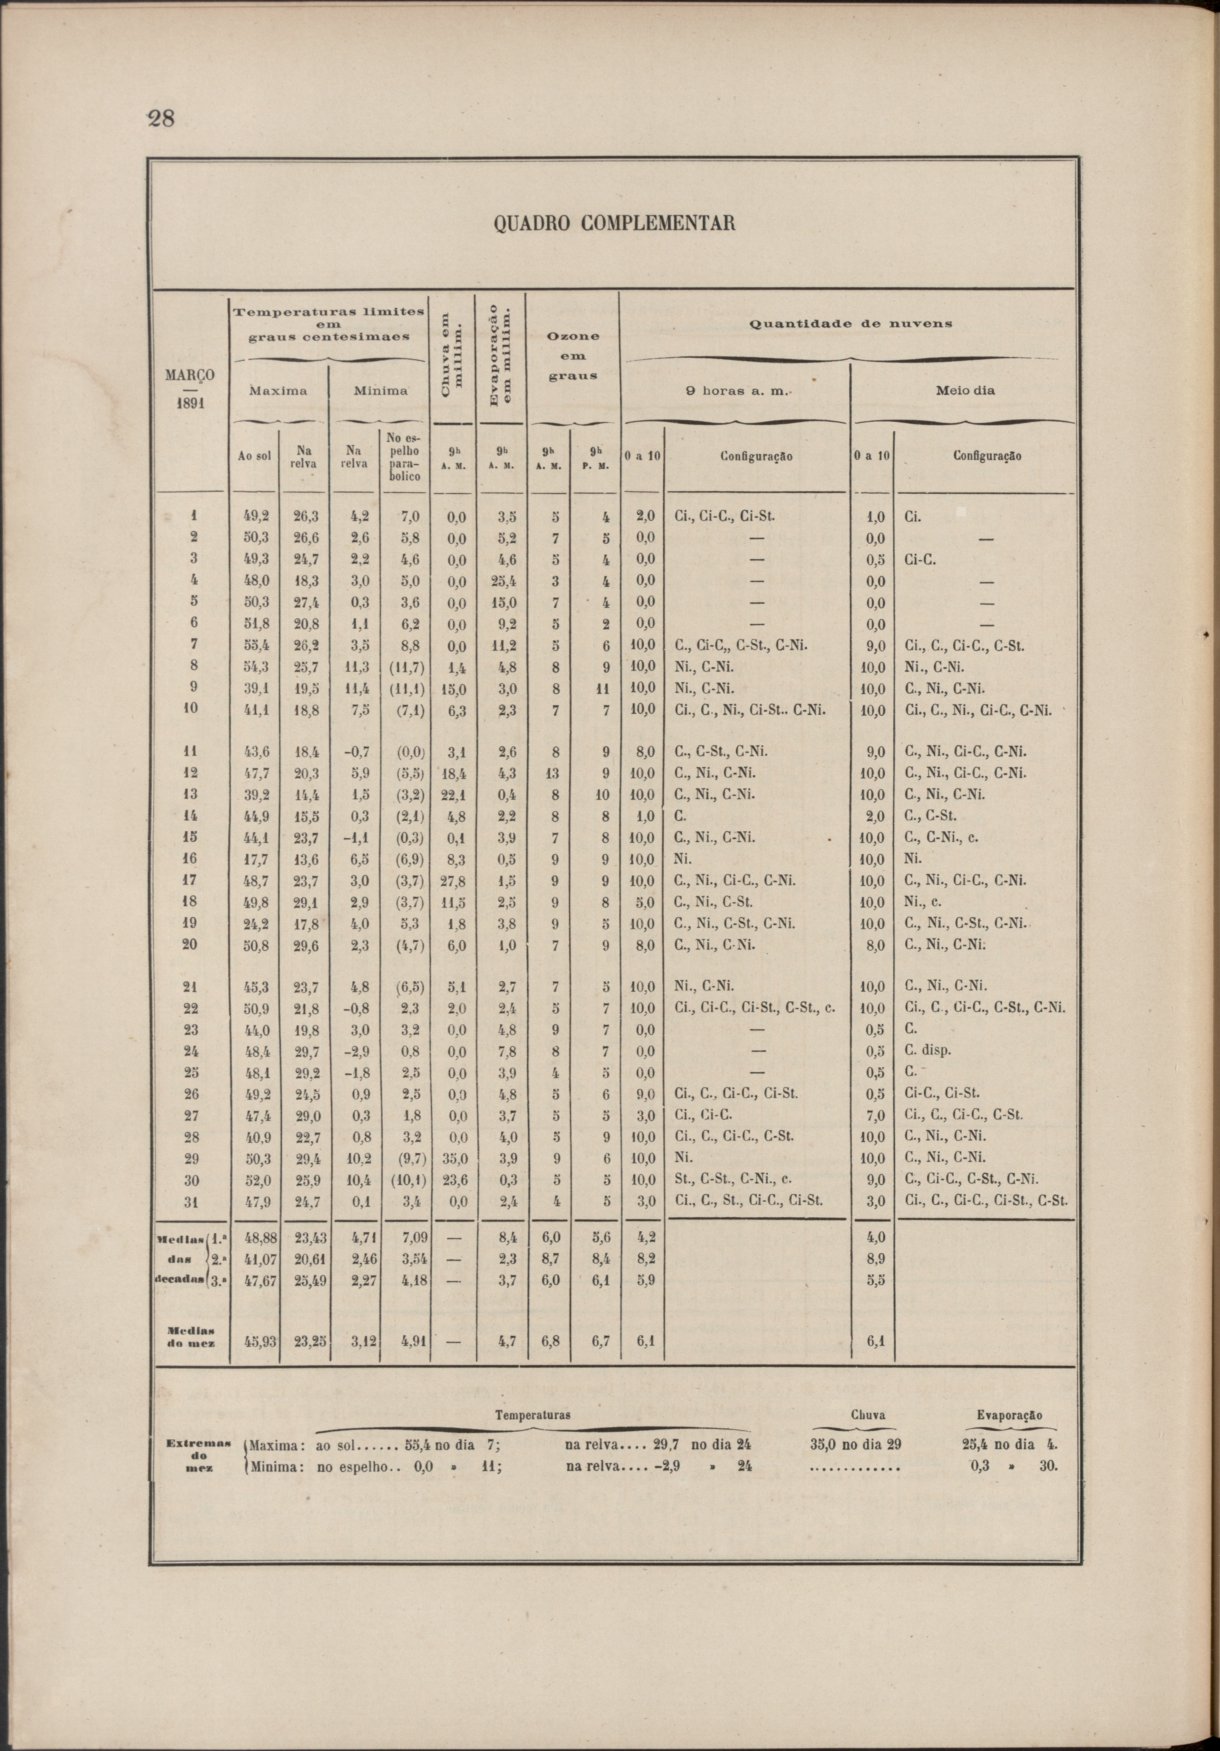 28
QUADRO COMPLEMENTAR
MARÇO
1891
Temperaturas limites
em
graus centesimaes
Chuva em
millim.
Evaporação
em millim.
Ozone
em
graus
Quantidade de nuvens
Maxima Minima 9 horas a. m. Meio dia
Ao sol Na relva Na relva No es-pelho para-bolico 9h A. M. 9h A. M. 9h A. M. 9h P. M. 0 a 10 Configuração 0 a 10 Configuração
1 49,2 26,3 4,2 7,0 0,0 3,5 5 4 2,0 Ci., Ci-C., Ci-St. 1,0 Ci.
2 50,3 26,6 2,6 5,8 0,0 5,2 7 5 0,0 — 0,0 —
3 49,3 24,7 2,2 4,6 0,0 4,6 5 4 0,0 — 0,5 Ci-C.
4 48,0 18,3 3,0 5,0 0,0 25,4 3 4 0,0 — 0,0 —
5 50,3 27,4 0,3 3,6 0,0 15,0 7 4 0,0 — 0,0 —
6 51,8 20,8 1,1 6,2 0,0 9,2 5 2 0,0 — 0,0 —
7 55,4 26,2 3,5 8,8 0,0 11,2 5 6 10,0 C., Ci-C,, C-St., C-Ni. 9,0 Ci., C., Ci-C., C-St.
8 54,3 25,7 11,3 (11,7) 1,4 4,8 8 9 10,0 Ni., C-Ni. 10,0 Ni., C-Ni.
9 39,1 19,5 11,4 (11,1) 15,0 3,0 8 11 10,0 Ni., C-Ni. 10,0 C., Ni., C-Ni.
10 41,1 18,8 7,5 (7,1) 6,3 2,3 7 7 10,0 Ci., C., Ni., Ci-St.. C-Ni. 10,0 Ci., C., Ni., Ci-C., C-Ni.
11 43,6 18,4 -0,7 (0,0) 3,1 2,6 8 9 8,0 C., C-St., C-Ni. 9,0 C., Ni., Ci-C., C-Ni.
12 47,7 20,3 5,9 (5,5) 18,4 4,3 13 9 10,0 C., Ni., C-Ni. 10,0 C., Ni., Ci-C., C-Ni.
13 39,2 14,4 1,5 (3,2) 22,1 0,4 8 10 10,0 C., Ni., C-Ni. 10,0 C., Ni., C-Ni.
14 44,9 15,5 0,3 (2,1) 4,8 2,2 8 8 1,0 C. 2,0 C., C-St.
15 44,1 23,7 -1,1 (0,3) 0,1 3,9 7 8 10,0 C., Ni., C-Ni. 10,0 C., C-Ni., c.
16 17,7 13,6 6,5 (6,9) 8,3 0,5 9 9 10,0 Ni. 10,0 Ni.
17 48,7 23,7 3,0 (3,7) 27,8 1,5 9 9 10,0 C., Ni., Ci-C., C-Ni. 10,0 C., Ni., Ci-C., C-Ni.
18 49,8 29,1 2,9 (3,7) 11,5 2,5 9 8 5,0 C., Ni., C-St. 10,0 Ni., c.
19 24,2 17,8 4,0 5,3 1,8 3,8 9 5 10,0 C., Ni., C-St., C-Ni. 10,0 C., Ni., C-St., C-Ni.
20 50,8 29,6 2,3 (4,7) 6,0 1,0 7 9 8,0 C., Ni., C-Ni. 8,0 C., Ni., C-Ni.
21 45,3 23,7 4,8 (6,5) 5,1 2,7 7 5 10,0 Ni., C-Ni. 10,0 C., Ni., C-Ni.
22 50,9 21,8 -0,8 2,3 2,0 2,4 5 7 10,0 Ci., Ci-C., Ci-St., C-St., c. 10,0 Ci., C., Ci-C., C-St., C-Ni.
23 44,0 19,8 3,0 3,2 0,0 4,8 9 7 0,0 — 0,5 C.
24 48,4 29,7 -2,9 0,8 0,0 7,8 8 7 0,0 — 0,5 C. disp.
25 48,1 29,2 -1,8 2,5 0,0 3,9 4 5 0,0 — 0,5 C.
26 49,2 24,5 0,9 2,5 0,0 4,8 5 6 9,0 Ci., C., Ci-C., Ci-St. 0,5 Ci-C., Ci-St.
27 47,4 29,0 0,3 1,8 0,0 3,7 5 5 3,0 Ci., Ci-C. 7,0 Ci., C., Ci-C., C-St.
28 40,9 22,7 0,8 3,2 0,0 4,0 5 9 10,0 Ci., C., Ci-C., C-St. 10,0 C., Ni., C-Ni.
29 50,3 29,4 10,2 (9,7) 35,0 3,9 9 6 10,0 Ni. 10,0 C., Ni., C-Ni.
30 52,0 25,9 10,4 (10,1) 23,6 0,3 5 5 10,0 St., C-St., C-Ni., c. 9,0 C., Ci-C., C-St., C-Ni.
31 47,9 24,7 0,1 3,4 0,0 2,4 4 5 3,0 Ci., C., St., Ci-C., Ci-St. 3,0 Ci., C., Ci-C., Ci-St., C-St.
Medias 1.ª 48,88 23,43 4,71 7,09 — 8,4 6,0 5,6 4,2 4,0
das 2.ª 41,07 20,61 2,46 3,54 — 2,3 8,7 8,4 8,2 8,9
decadas 3.ª 47,67 25,49 2,27 4,18 — 3,7 6,0 6,1 5,9 5,5
Medias
do mez 45,93 23,25 3,12 4,91 — 4,7 6,8 6,7 6,1 6,1
Temperaturas Chuva Evaporação
Extremas
do
mez
Maxima: ao sol...... 55,4 no dia 7; na relva.... 29,7 no dia 24 35,0 no dia 29 25,4 no dia 4.
Minima: no espelho.. 0,0 » 11; na relva.... -2,9 » 24 ............. 0,3 » 30.